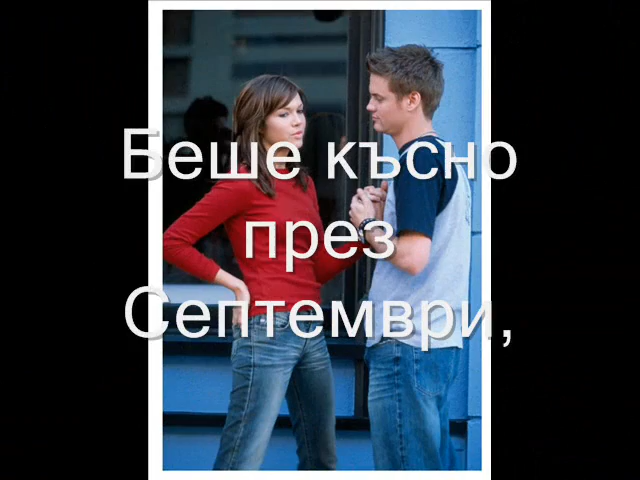 Беше късно
през
Септември,